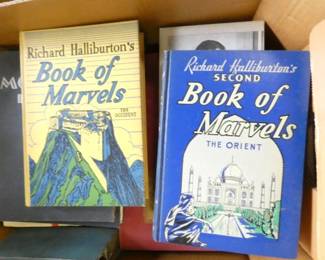 Richard Halliburton's
Book of
Marvels
THE OCCIDENT
Richard Halliburton's
SECOND
Book of
Marvels
THE ORIENT